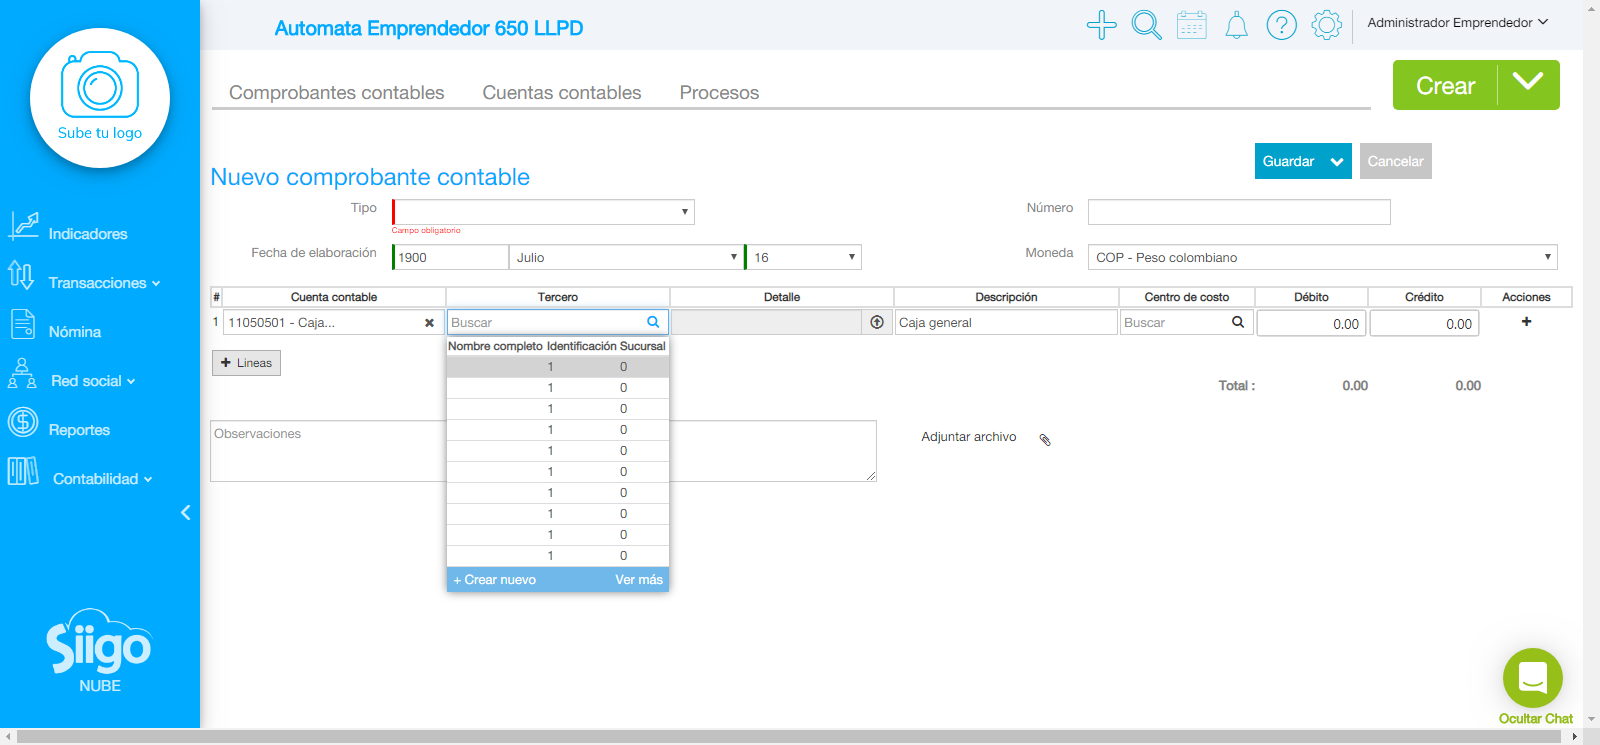 Automata Emprendedor 650 LLPD
Administrador Emprendedor
Sube tu logo
Comprobantes contables
Cuentas contables
Procesos
Crear
Guardar
Cancelar
Nuevo comprobante contable
Tipo
Campo obligatorio
Número
Fecha de elaboración
1900
Julio
16
Moneda
COP - Peso colombiano
# Cuenta contable Tercero Detalle Descripción Centro de costo Débito Crédito Acciones
1 11050501 - Caja... Buscar Caja general Buscar 0.00 0.00
Nombre completo Identificación Sucursal
1 0
1 0
1 0
1 0
1 0
1 0
1 0
1 0
1 0
1 0
+ Crear nuevo Ver más
+ Lineas
Total : 0.00 0.00
Observaciones
Adjuntar archivo
Indicadores
Transacciones
Nómina
Red social
Reportes
Contabilidad
Siigo
NUBE
Ocultar Chat